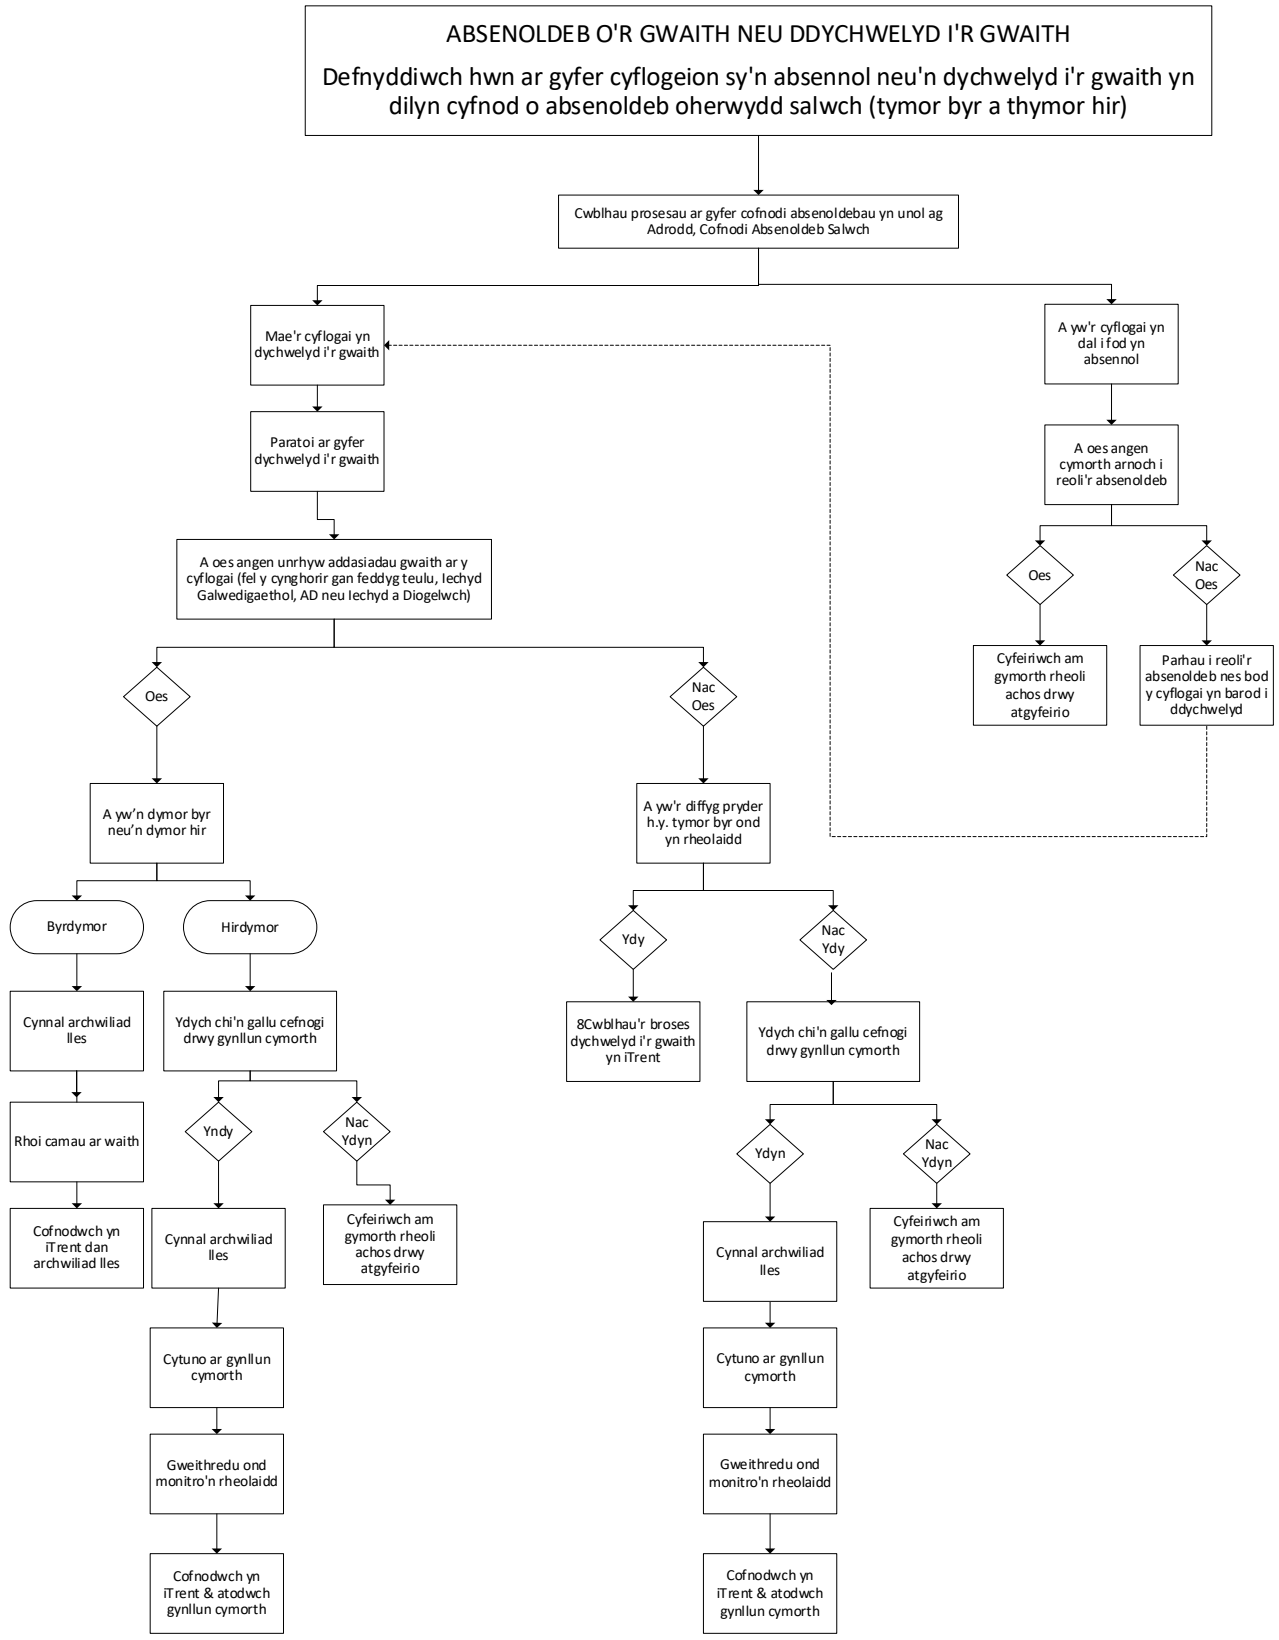 ABSENOLDEB O'R GWAITH NEU DDYCHWELYD I'R GWAITH
Defnyddiwch hwn ar gyfer cyflogeion sy'n absennol neu'n dychwelyd i'r gwaith yn
dilyn cyfnod o absenoldeb oherwydd salwch (tymor byr a thymor hir)
Cwblhau prosesau ar gyfer cofnodi absenoldebau yn unol ag
Adrodd, Cofnodi Absenoldeb Salwch
Mae'r cyflogai yn
dychwelyd i'r gwaith
A yw'r cyflogai yn
dal i fod yn
absennol
Paratoi ar gyfer
dychwelyd i'r gwaith
A oes angen
cymorth arnoch i
reoli'r absenoldeb
A oes angen unrhyw addasiadau gwaith ar y
cyflogai (fel y cynghorir gan feddyg teulu, Iechyd
Galwedigaethol, AD neu Iechyd a Diogelwch)
Oes
Nac
Oes
Cyfeiriwch am
gymorth rheoli
achos drwy
atgyfeirio
Parhau i reoli'r
absenoldeb nes bod
y cyflogai yn barod i
ddychwelyd
Oes
Nac
Oes
A yw’n dymor byr
neu’n dymor hir
A yw'r diffyg pryder
h.y. tymor byr ond
yn rheolaidd
Byrdymor
Hirdymor
Ydy
Nac
Ydy
Cynnal archwiliad
lles
Ydych chi'n gallu cefnogi
drwy gynllun cymorth
8Cwblhau'r broses
dychwelyd i'r gwaith
yn iTrent
Ydych chi'n gallu cefnogi
drwy gynllun cymorth
Rhoi camau ar waith
Yndy
Nac
Ydyn
Ydyn
Nac
Ydyn
Cofnodwch yn
iTrent dan
archwiliad lles
Cynnal archwiliad
lles
Cyfeiriwch am
gymorth rheoli
achos drwy
atgyfeirio
Cynnal archwiliad
lles
Cyfeiriwch am
gymorth rheoli
achos drwy
atgyfeirio
Cytuno ar gynllun
cymorth
Cytuno ar gynllun
cymorth
Gweithredu ond
monitro'n rheolaidd
Gweithredu ond
monitro'n rheolaidd
Cofnodwch yn
iTrent & atodwch
gynllun cymorth
Cofnodwch yn
iTrent & atodwch
gynllun cymorth